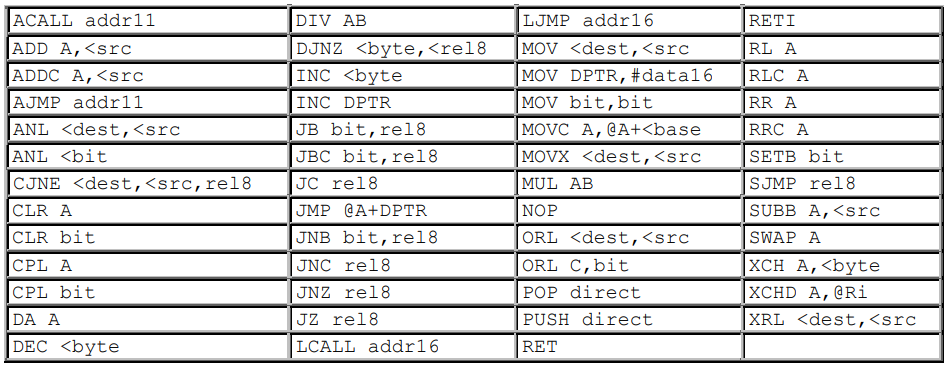 ACALL addr11 DIV AB LJMP addr16 RETI
ADD A,<src DJNZ <byte,<rel8 MOV <dest,<src RL A
ADDC A,<src INC <byte MOV DPTR,#data16 RLC A
AJMP addr11 INC DPTR MOV bit,bit RR A
ANL <dest,<src JB bit,rel8 MOVC A,@A+<base RRC A
ANL <bit JBC bit,rel8 MOVX <dest,<src SETB bit
CJNE <dest,<src,rel8 JC rel8 MUL AB SJMP rel8
CLR A JMP @A+DPTR NOP SUBB A,<src
CLR bit JNB bit,rel8 ORL <dest,<src SWAP A
CPL A JNC rel8 ORL C,bit XCH A,<byte
CPL bit JNZ rel8 POP direct XCHD A,@Ri
DA A JZ rel8 PUSH direct XRL <dest,<src
DEC <byte LCALL addr16 RET